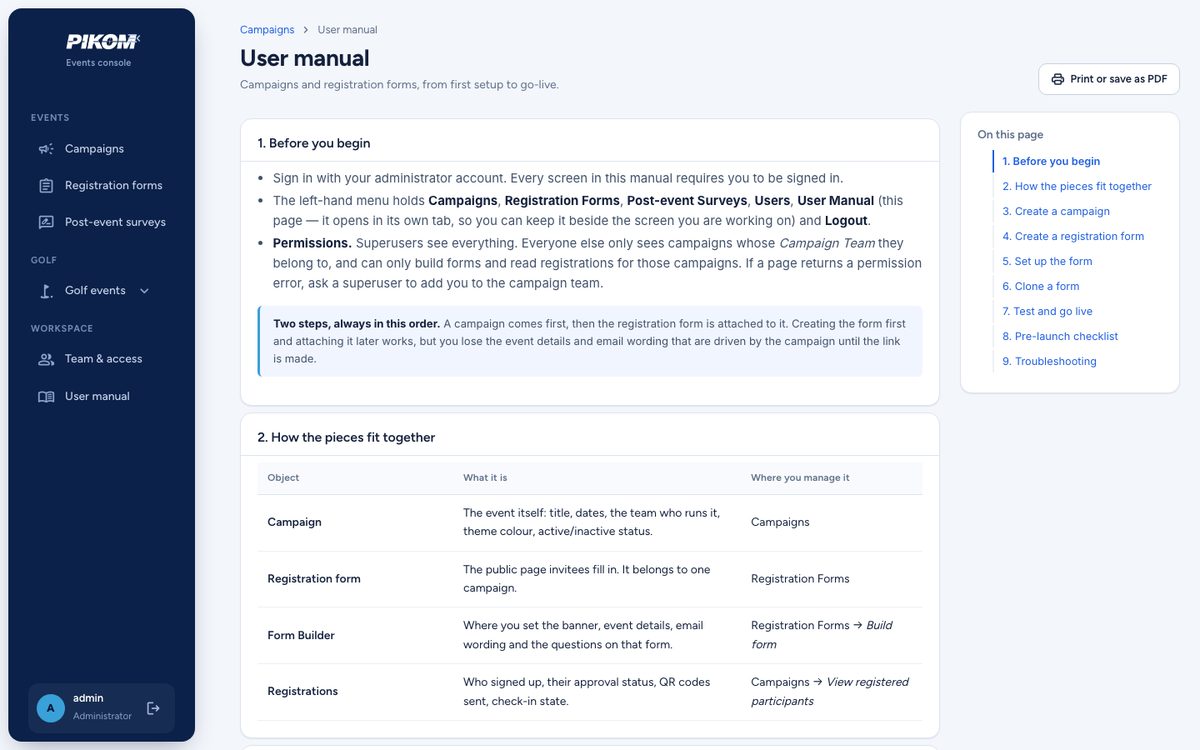 PIKOM
Events console
EVENTS
Campaigns
Registration forms
Post-event surveys
GOLF
Golf events
WORKSPACE
Team & access
User manual
A
admin
Administrator
Campaigns > User manual
User manual
Campaigns and registration forms, from first setup to go-live.
Print or save as PDF
1. Before you begin
• Sign in with your administrator account. Every screen in this manual requires you to be signed in.
• The left-hand menu holds Campaigns, Registration Forms, Post-event Surveys, Users, User Manual (this
page — it opens in its own tab, so you can keep it beside the screen you are working on) and Logout.
• Permissions. Superusers see everything. Everyone else only sees campaigns whose Campaign Team they
belong to, and can only build forms and read registrations for those campaigns. If a page returns a permission
error, ask a superuser to add you to the campaign team.
Two steps, always in this order. A campaign comes first, then the registration form is attached to it. Creating the form first
and attaching it later works, but you lose the event details and email wording that are driven by the campaign until the link
is made.
2. How the pieces fit together
Object What it is Where you manage it
Campaign
The event itself: title, dates, the team who runs it,
theme colour, active/inactive status.
Campaigns
Registration form
The public page invitees fill in. It belongs to one
campaign.
Registration Forms
Form Builder
Where you set the banner, event details, email
wording and the questions on that form.
Registration Forms → Build
form
Registrations
Who signed up, their approval status, QR codes
sent, check-in state.
Campaigns → View registered
participants
On this page
1. Before you begin
2. How the pieces fit together
3. Create a campaign
4. Create a registration form
5. Set up the form
6. Clone a form
7. Test and go live
8. Pre-launch checklist
9. Troubleshooting